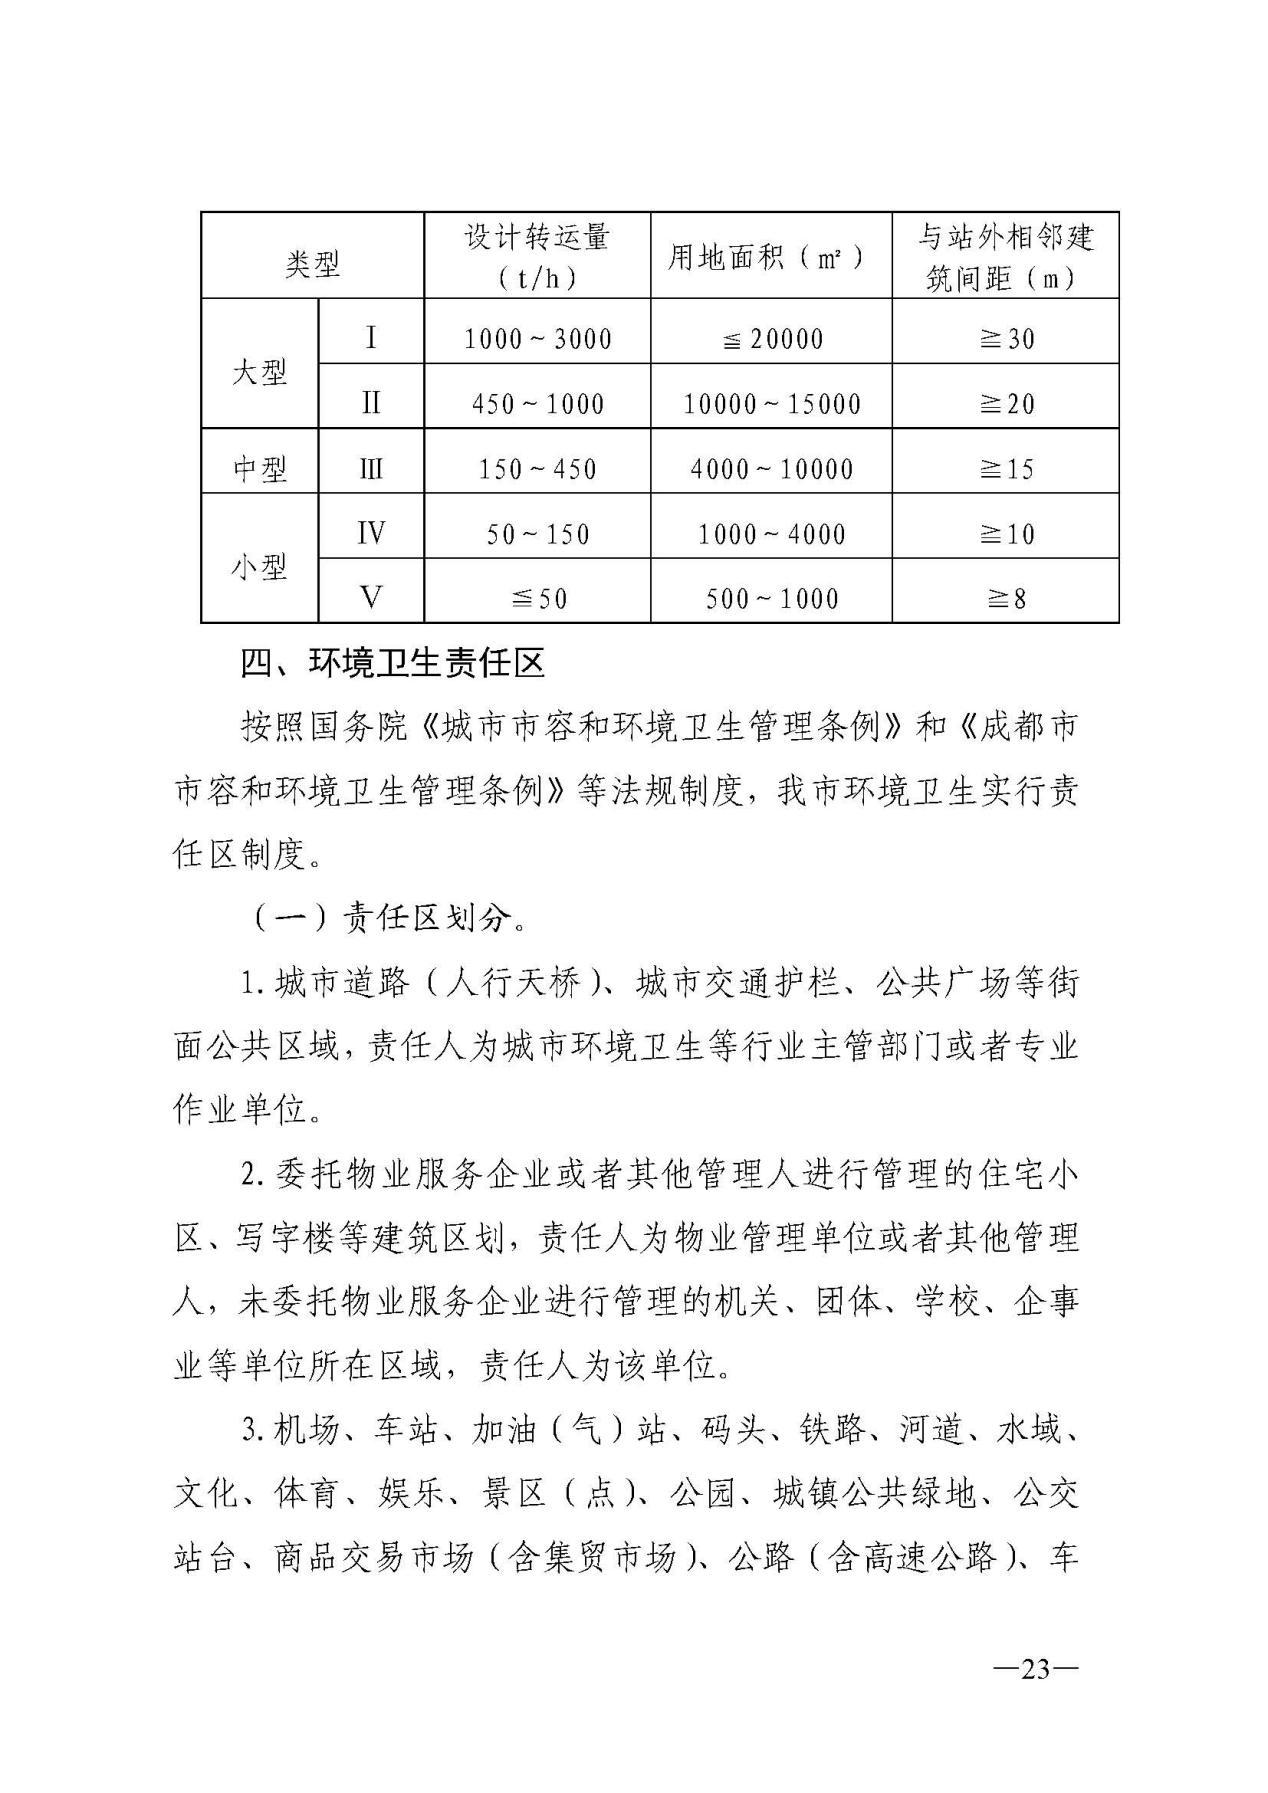 类型 设计转运量（t/h） 用地面积（㎡） 与站外相邻建筑间距（m）
大型 Ⅰ 1000～3000 ≦20000 ≧30
Ⅱ 450～1000 10000～15000 ≧20
中型 Ⅲ 150～450 4000～10000 ≧15
小型 Ⅳ 50～150 1000～4000 ≧10
Ⅴ ≦50 500～1000 ≧8
四、环境卫生责任区
按照国务院《城市市容和环境卫生管理条例》和《成都市
市容和环境卫生管理条例》等法规制度，我市环境卫生实行责
任区制度。
（一）责任区划分。
1.城市道路（人行天桥）、城市交通护栏、公共广场等街
面公共区域，责任人为城市环境卫生等行业主管部门或者专业
作业单位。
2.委托物业服务企业或者其他管理人进行管理的住宅小
区、写字楼等建筑区划，责任人为物业管理单位或者其他管理
人，未委托物业服务企业进行管理的机关、团体、学校、企事
业等单位所在区域，责任人为该单位。
3.机场、车站、加油（气）站、码头、铁路、河道、水域、
文化、体育、娱乐、景区（点）、公园、城镇公共绿地、公交
站台、商品交易市场（含集贸市场）、公路（含高速公路）、车
—23—